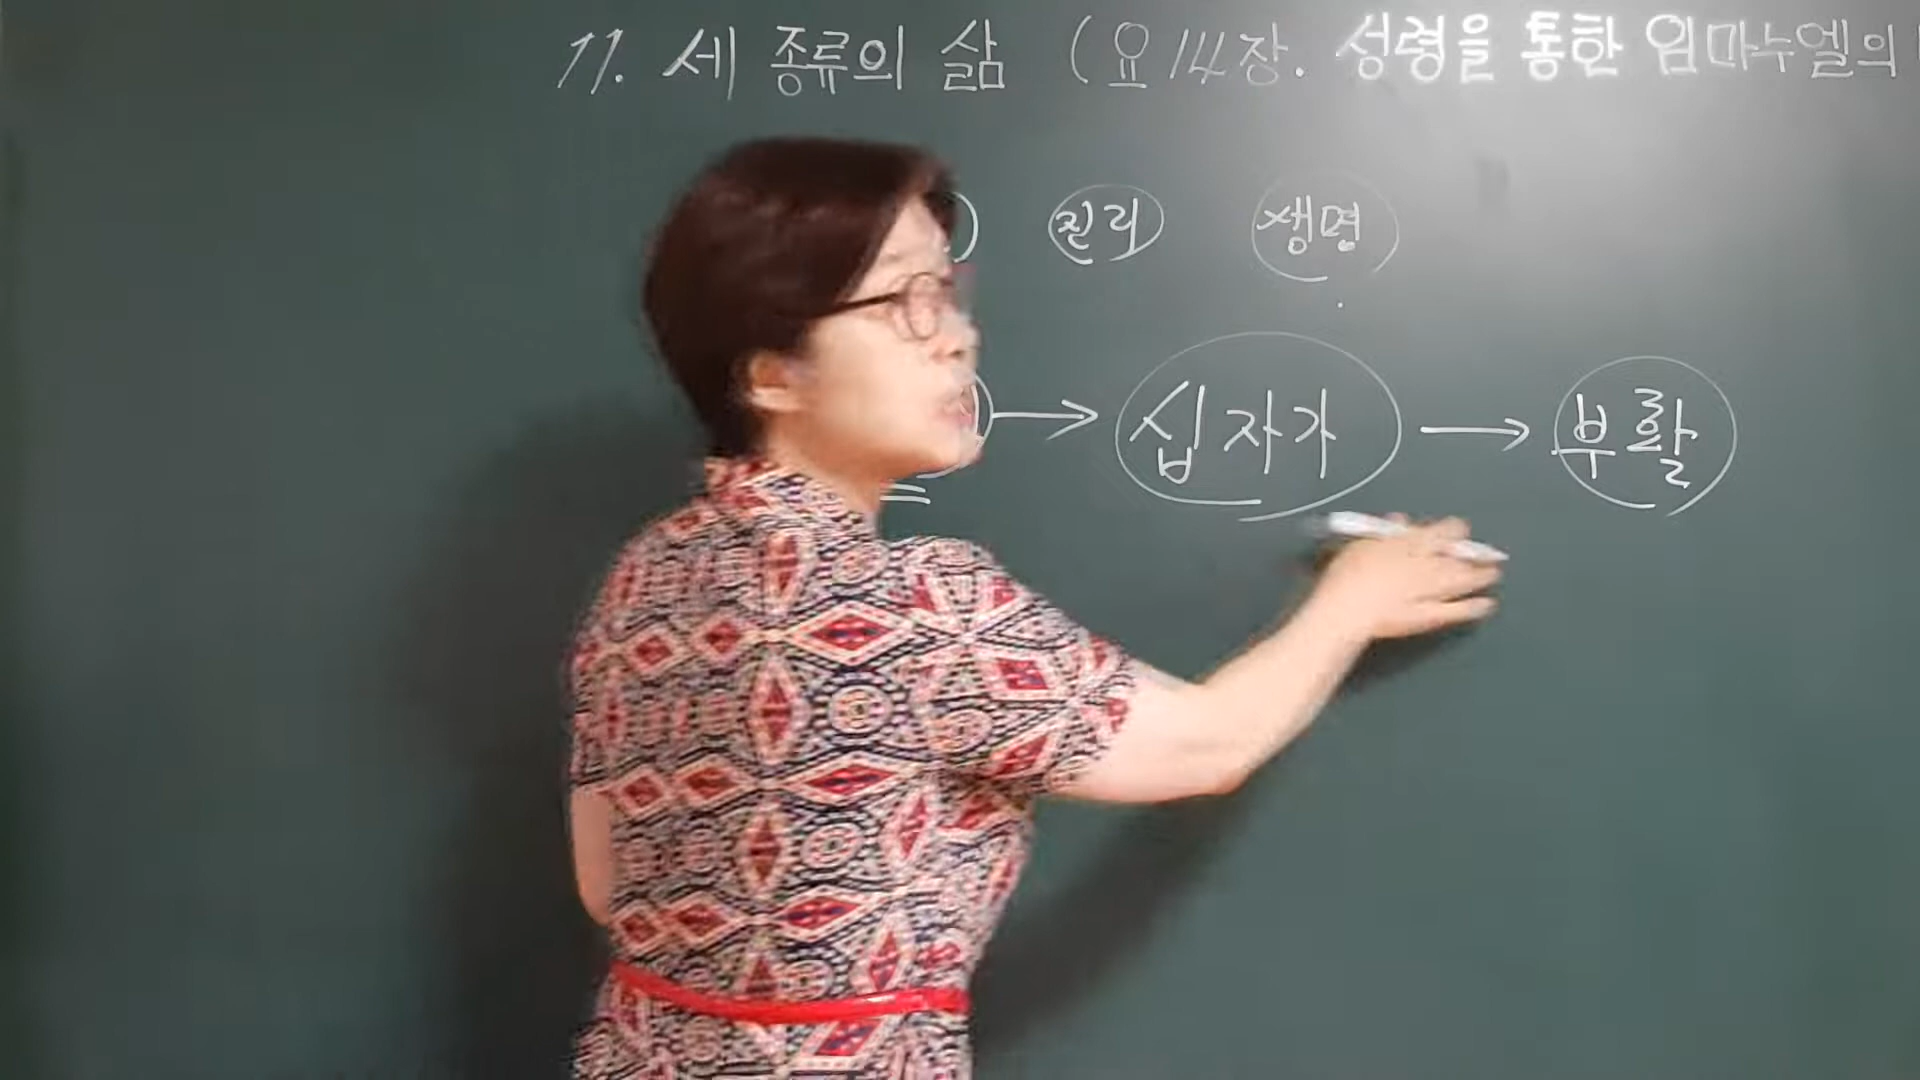 11. 세 종류의 삶 (요14장. 성령을 통한 임마누엘의
) 진리 생명
→ 십자가 → 부활